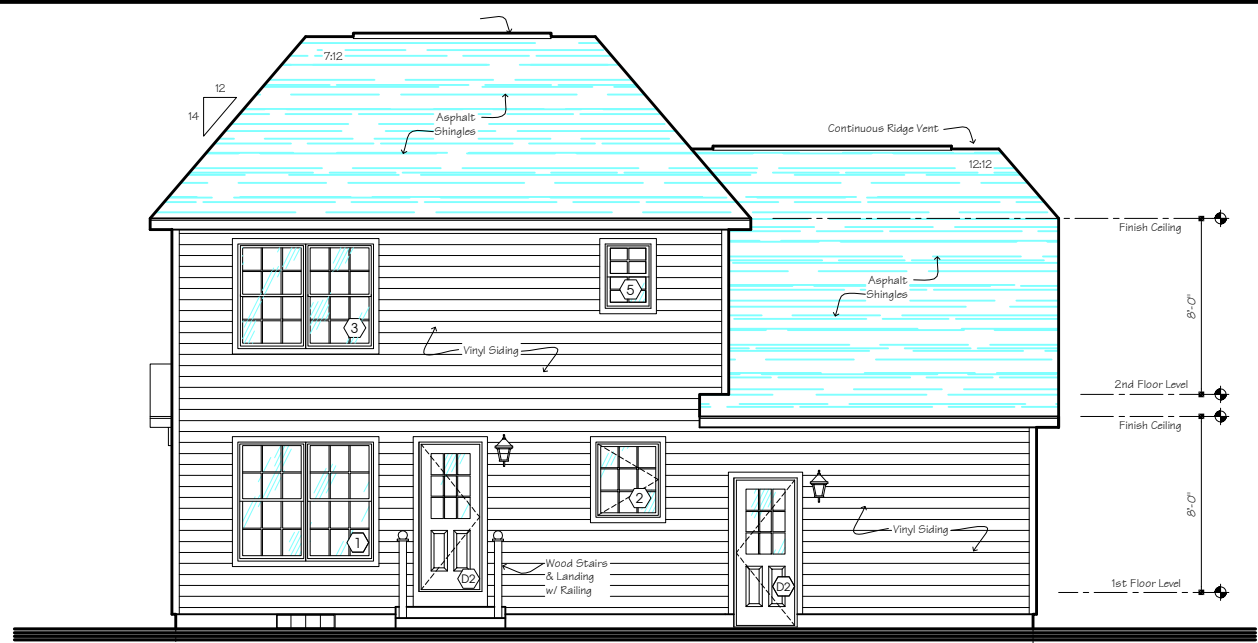 7:12
12
14
Asphalt
Shingles
Continuous Ridge Vent
12:12
Finish Ceiling
Asphalt
Shingles
5
8'-0"
3
Vinyl Siding
2nd Floor Level
Finish Ceiling
2
8'-0"
Vinyl Siding
1
Wood Stairs
& Landing
w/ Railing
D2
D2
1st Floor Level